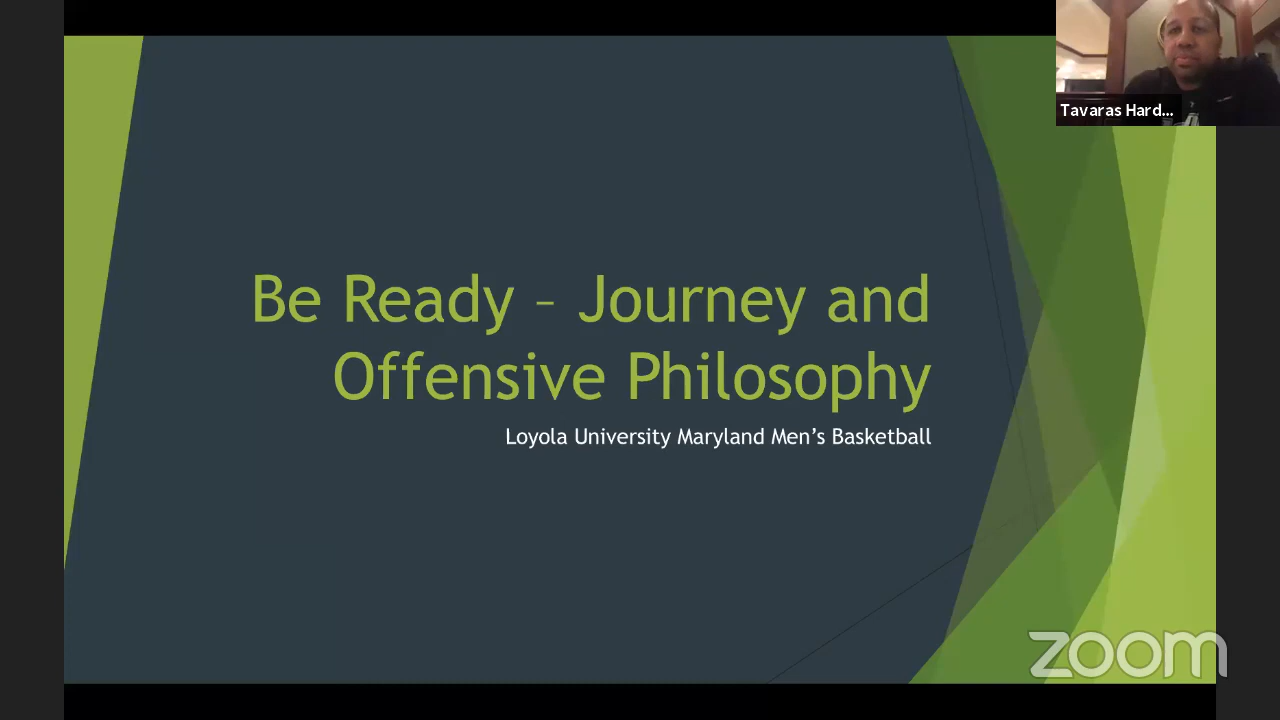 Tavaras Hard...
Be Ready – Journey and
Offensive Philosophy
Loyola University Maryland Men’s Basketball
zoom